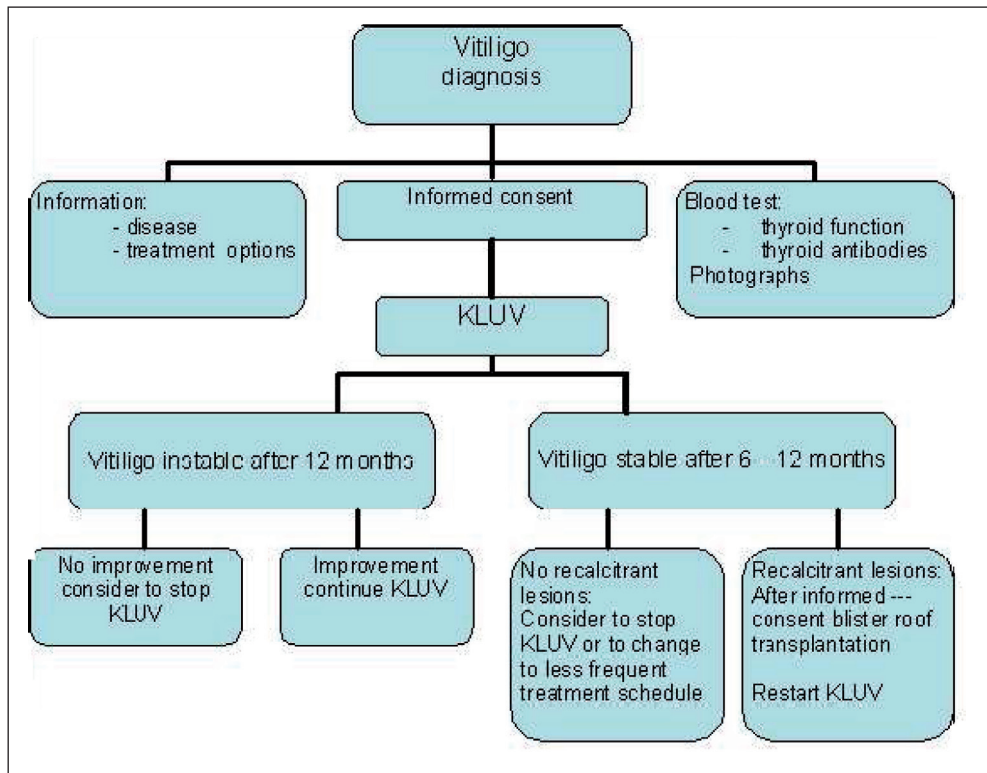 Vitiligo
diagnosis
Information:
- disease
- treatment options
Informed consent
Blood test:
- thyroid function
- thyroid antibodies
Photographs
KLUV
Vitiligo instable after 12 months
Vitiligo stable after 6 - 12 months
No improvement
consider to stop
KLUV
Improvement
continue KLUV
No recalcitrant
lesions:
Consider to stop
KLUV or to change
to less frequent
treatment schedule
Recalcitrant lesions:
After informed ---
consent blister roof
transplantation
Restart KLUV